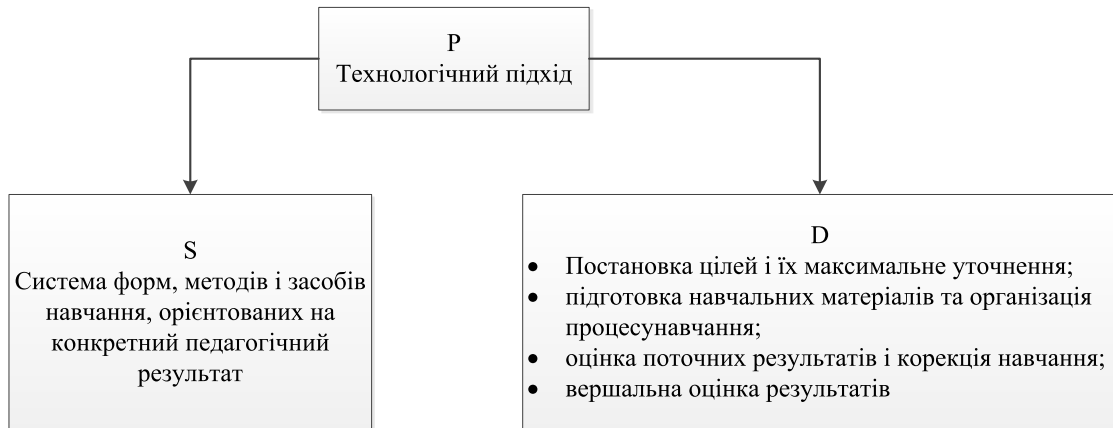 P
Технологічний підхід
S
Система форм, методів і засобів
навчання, орієнтованих на
конкретний педагогічний
результат
D
• Постановка цілей і їх максимальне уточнення;
• підготовка навчальних матеріалів та організація
процесунавчання;
• оцінка поточних результатів і корекція навчання;
• вершальна оцінка результатів